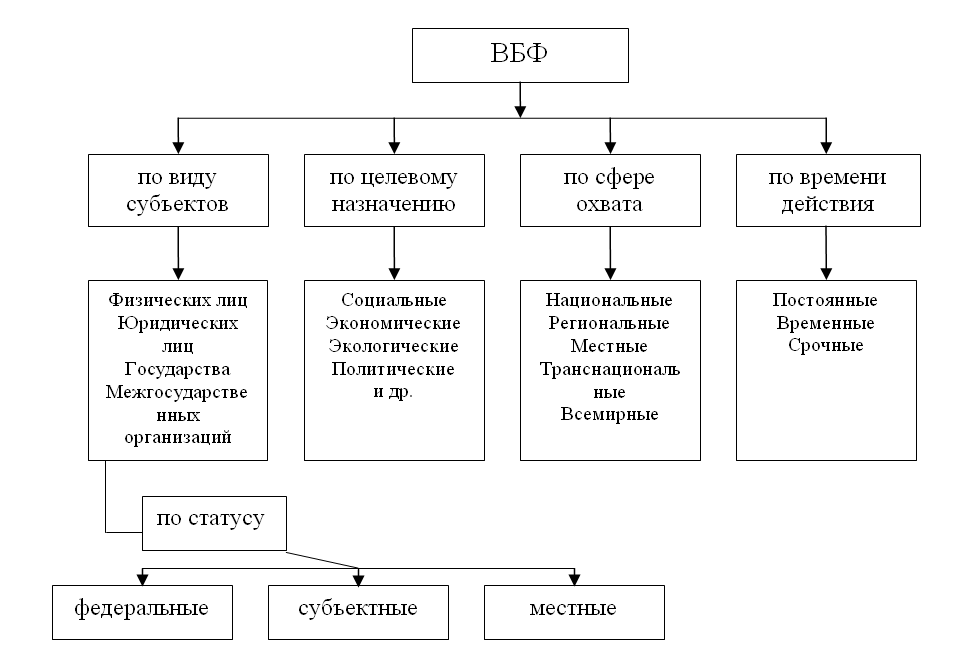 ВБФ
по виду
субъектов
по целевому
назначению
по сфере
охвата
по времени
действия
Физических лиц
Юридических
лиц
Государства
Межгосударстве
нных
организаций
Социальные
Экономические
Экологические
Политические
и др.
Национальные
Региональные
Местные
Транснациональ
ные
Всемирные
Постоянные
Временные
Срочные
по статусу
федеральные
субъектные
местные